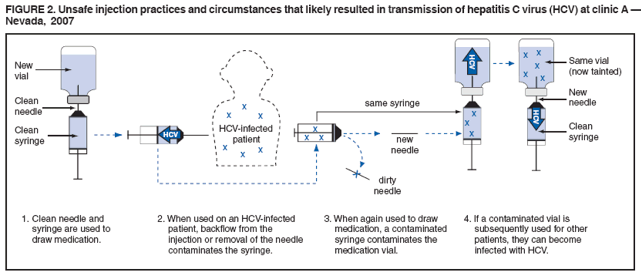 FIGURE 2. Unsafe injection practices and circumstances that likely resulted in transmission of hepatitis C virus (HCV) at clinic A —
Nevada, 2007
New
vial
Clean
needle
Clean
syringe
HCV
HCV-infected
patient
x x x x x x
x x x
same syringe
new
needle
dirty
needle
HCV
x x x
x x x x x x
HCV
Same vial
(now tainted)
New
needle
Clean
syringe
1. Clean needle and
syringe are used to
draw medication.
2. When used on an HCV-infected
patient, backflow from the
injection or removal of the needle
contaminates the syringe.
3. When again used to draw
medication, a contaminated
syringe contaminates the
medication vial.
4. If a contaminated vial is
subsequently used for other
patients, they can become
infected with HCV.